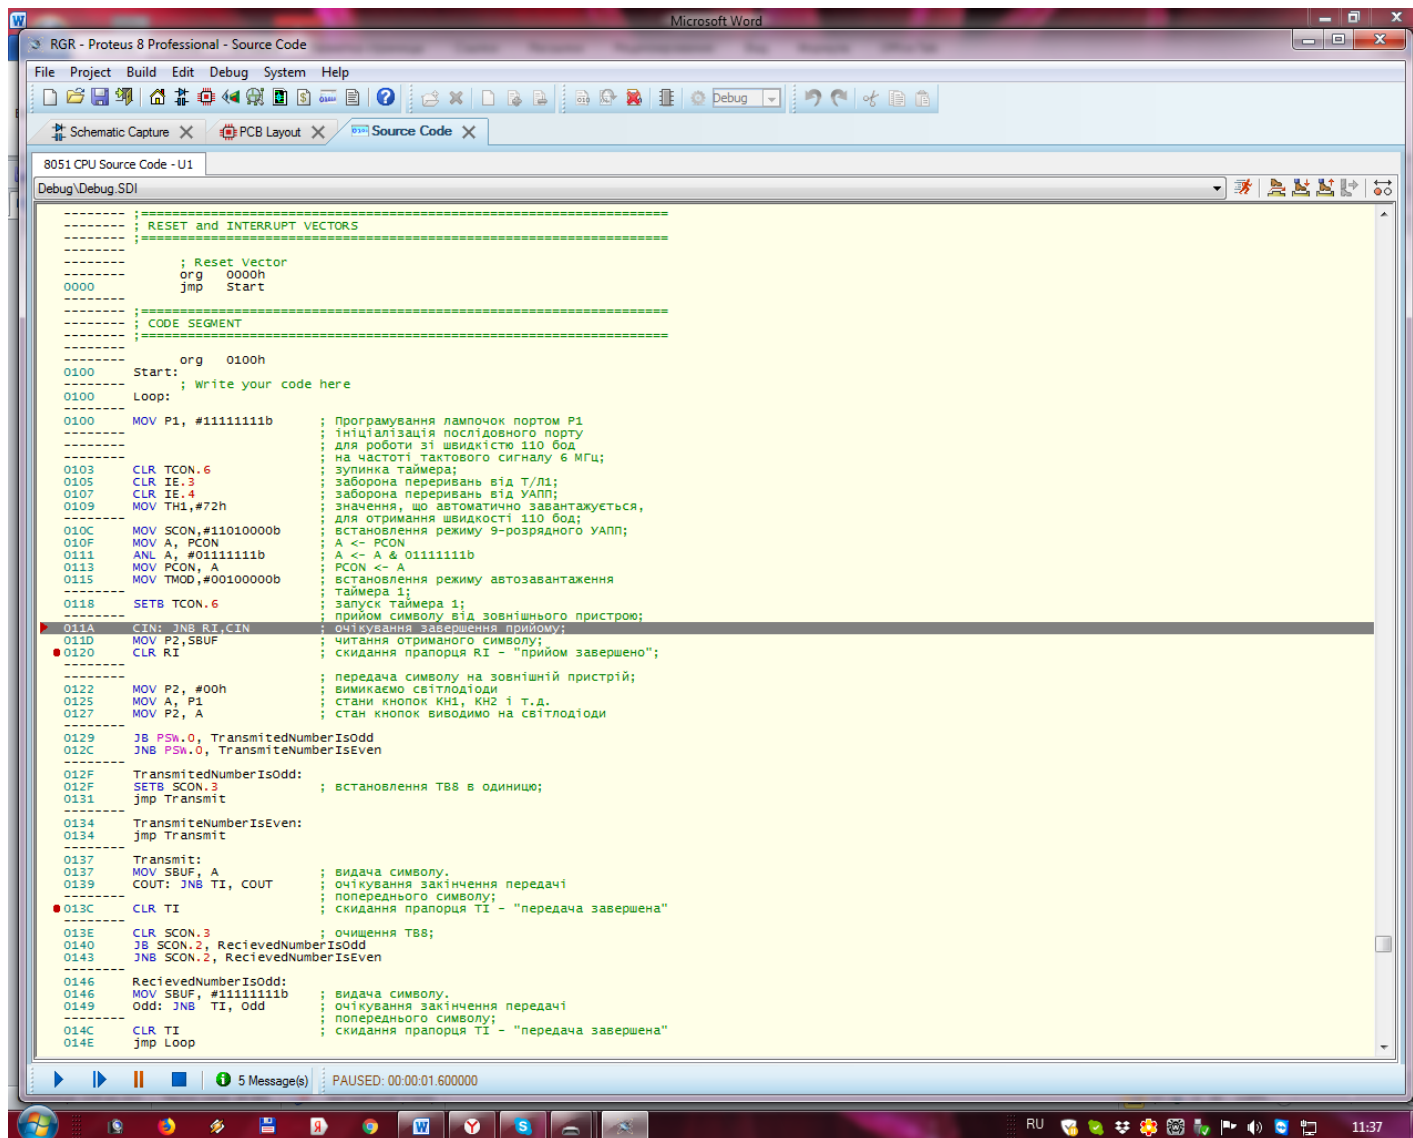 Microsoft Word
RGR - Proteus 8 Professional - Source Code
File Project Build Edit Debug System Help
Debug
Schematic Capture PCB Layout Source Code
8051 CPU Source Code - U1
Debug\Debug.SDI
-------- ;====================================================================
-------- ; RESET and INTERRUPT VECTORS
-------- ;====================================================================
--------
-------- ; Reset Vector
-------- org 0000h
0000 jmp Start
--------
-------- ;====================================================================
-------- ; CODE SEGMENT
-------- ;====================================================================
--------
-------- org 0100h
0100 Start:
-------- ; Write your code here
0100 Loop:
--------
0100 MOV P1, #11111111b ; Програмування лампочок портом P1
-------- ; ініціалізація послідовного порту
-------- ; для роботи зі швидкістю 110 бод
-------- ; на частоті тактового сигналу 6 МГц;
0103 CLR TCON.6 ; зупинка таймера;
0105 CLR IE.3 ; заборона переривань від Т/Л1;
0107 CLR IE.4 ; заборона переривань від УАПП;
0109 MOV TH1,#72h ; значення, що автоматично завантажується,
-------- ; для отримання швидкості 110 бод;
010C MOV SCON,#11010000b ; встановлення режиму 9-розрядного УАПП;
010F MOV A, PCON ; A <- PCON
0111 ANL A, #01111111b ; A <- A & 01111111b
0113 MOV PCON, A ; PCON <- A
0115 MOV TMOD,#00100000b ; встановлення режиму автозавантаження
-------- ; таймера 1;
0118 SETB TCON.6 ; запуск таймера 1;
-------- ; прийом символу від зовнішнього пристрою;
011A CIN: JNB RI,CIN ; очікування завершення прийому;
011D MOV P2,SBUF ; читання отриманого символу;
0120 CLR RI ; скидання прапорця RI - "прийом завершено";
--------
-------- ; передача символу на зовнішній пристрій;
0122 MOV P2, #00h ; вимикаємо світлодіоди
0125 MOV A, P1 ; стани кнопок КН1, КН2 і т.д.
0127 MOV P2, A ; стан кнопок виводимо на світлодіоди
--------
0129 JB PSW.0, TransmitedNumberIsOdd
012C JNB PSW.0, TransmiteNumberIsEven
--------
012F TransmitedNumberIsOdd:
012F SETB SCON.3 ; встановлення TB8 в одиницю;
0131 jmp Transmit
--------
0134 TransmiteNumberIsEven:
0134 jmp Transmit
--------
0137 Transmit:
0137 MOV SBUF, A ; видача символу.
0139 COUT: JNB TI, COUT ; очікування закінчення передачі
-------- ; попереднього символу;
013C CLR TI ; скидання прапорця TI - "передача завершена"
--------
013E CLR SCON.3 ; очищення TB8;
0140 JB SCON.2, RecievedNumberIsOdd
0143 JNB SCON.2, RecievedNumberIsEven
--------
0146 RecievedNumberIsOdd:
0146 MOV SBUF, #11111111b ; видача символу.
0149 Odd: JNB TI, Odd ; очікування закінчення передачі
-------- ; попереднього символу;
014C CLR TI ; скидання прапорця TI - "передача завершена"
014E jmp Loop
5 Message(s) PAUSED: 00:00:01.600000
RU 11:37